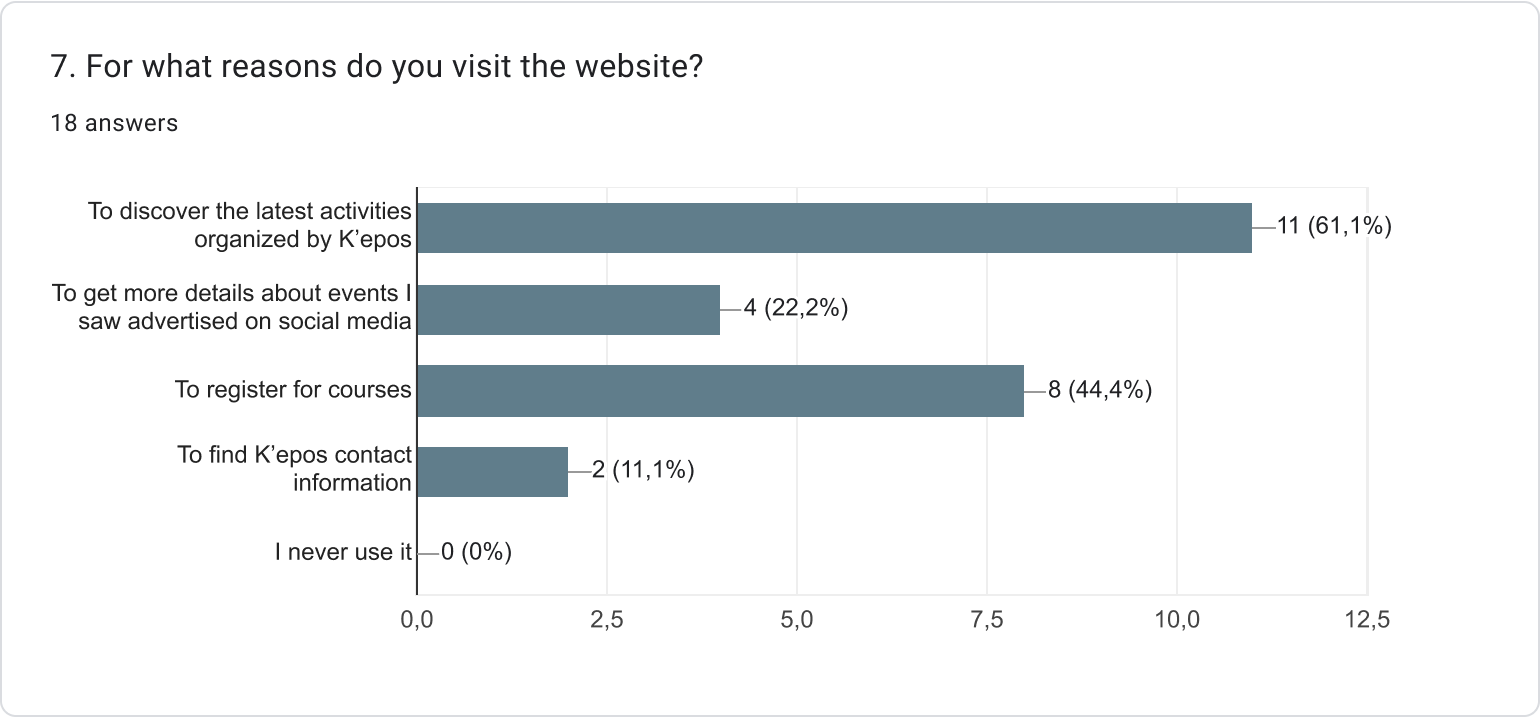 7. For what reasons do you visit the website?
18 answers
To discover the latest activities
organized by K’epos
11 (61,1%)
To get more details about events I
saw advertised on social media
4 (22,2%)
To register for courses
8 (44,4%)
To find K’epos contact
information
2 (11,1%)
I never use it
0 (0%)
0,0
2,5
5,0
7,5
10,0
12,5